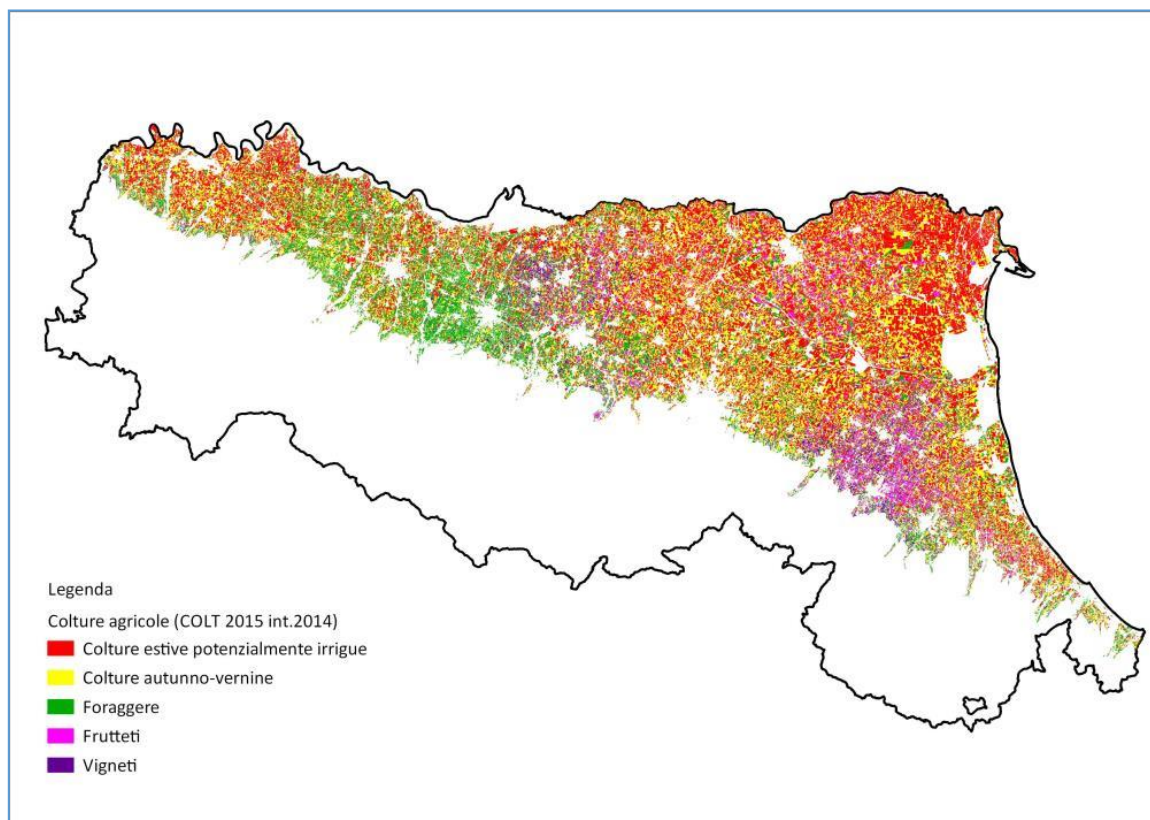 Legenda
Colture agricole (COLT 2015 int.2014)
Colture estive potenzialmente irrigue
Colture autunno-vernine
Foraggere
Frutteti
Vigneti